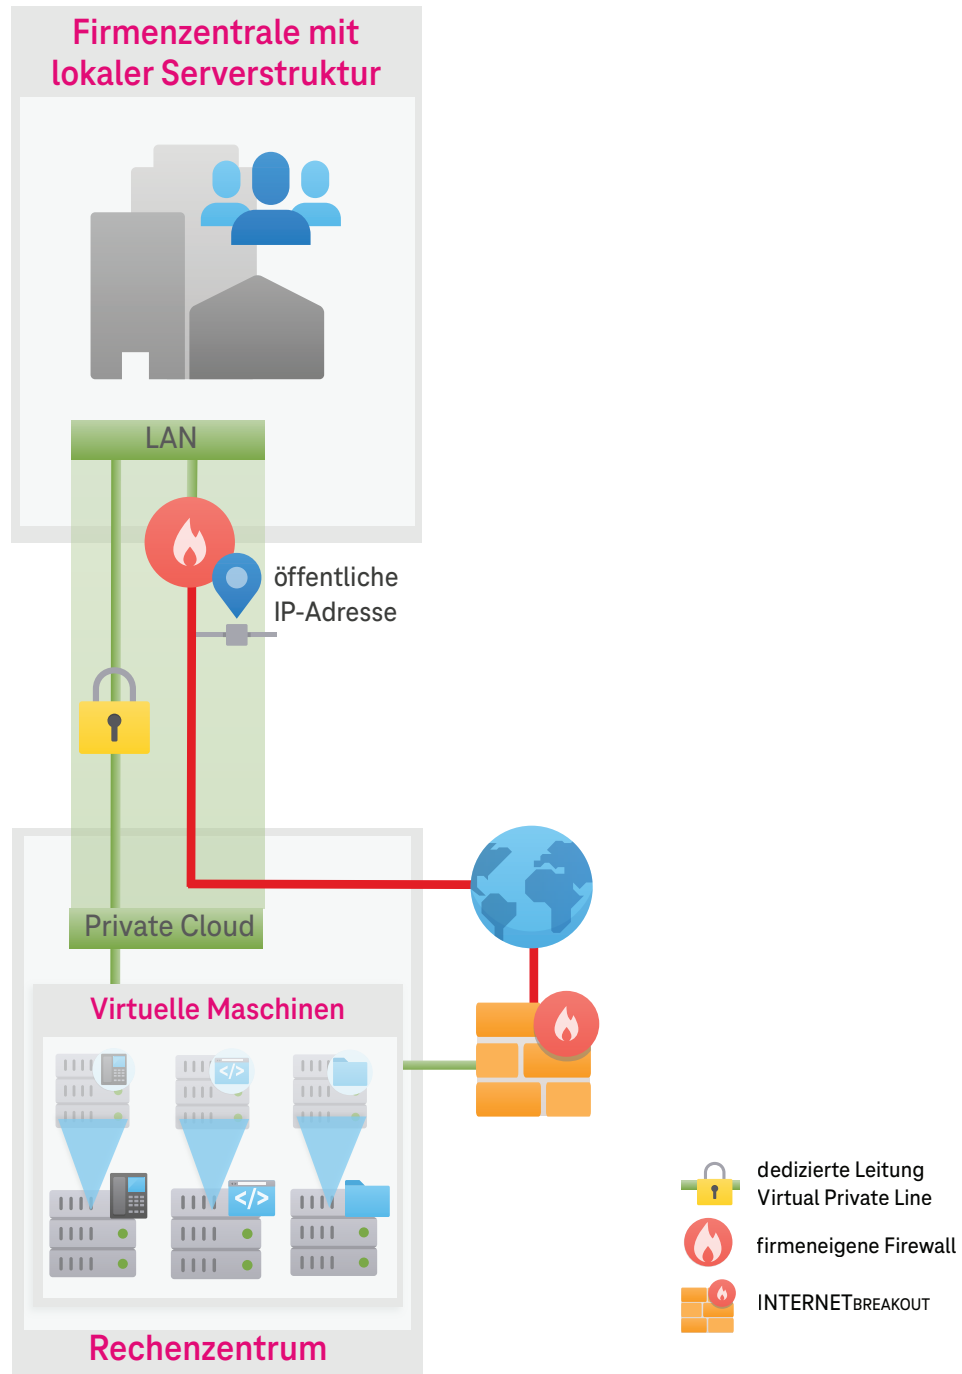 Firmenzentrale mit
lokaler Serverstruktur
LAN
öffentliche
IP-Adresse
Private Cloud
Virtuelle Maschinen
</>
</>
Rechenzentrum
dedizierte Leitung
Virtual Private Line
firmeneigene Firewall
INTERNETBREAKOUT